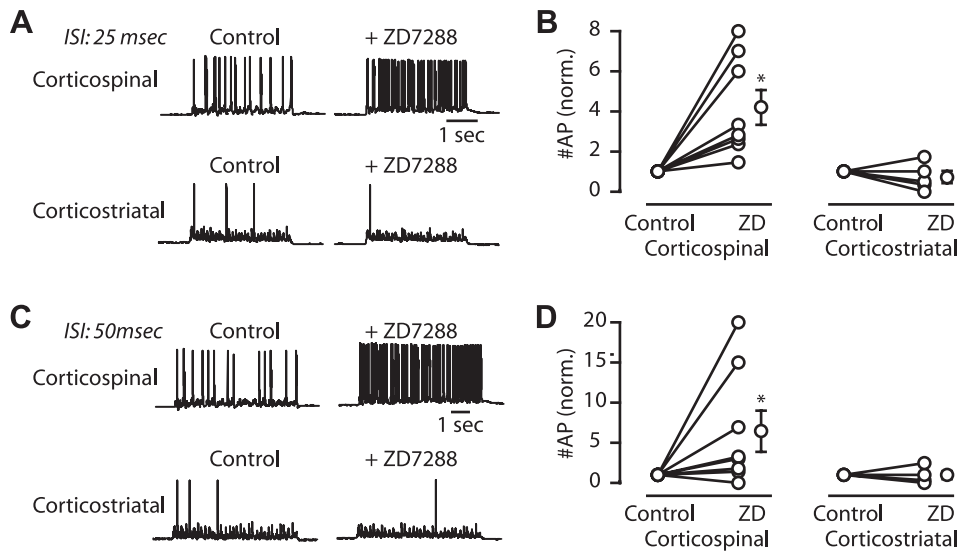 A
ISI: 25 msec
Control
+ ZD7288
Corticospinal
1 sec
Control
+ ZD7288
Corticostriatal
B
#AP (norm.)
8
6
4
2
0
*
Control
ZD
Corticospinal
Control
ZD
Corticostriatal
C
ISI: 50msec
Control
+ ZD7288
Corticospinal
1 sec
Control
+ ZD7288
Corticostriatal
D
#AP (norm.)
20
15
10
5
0
*
Control
ZD
Corticospinal
Control
ZD
Corticostriatal